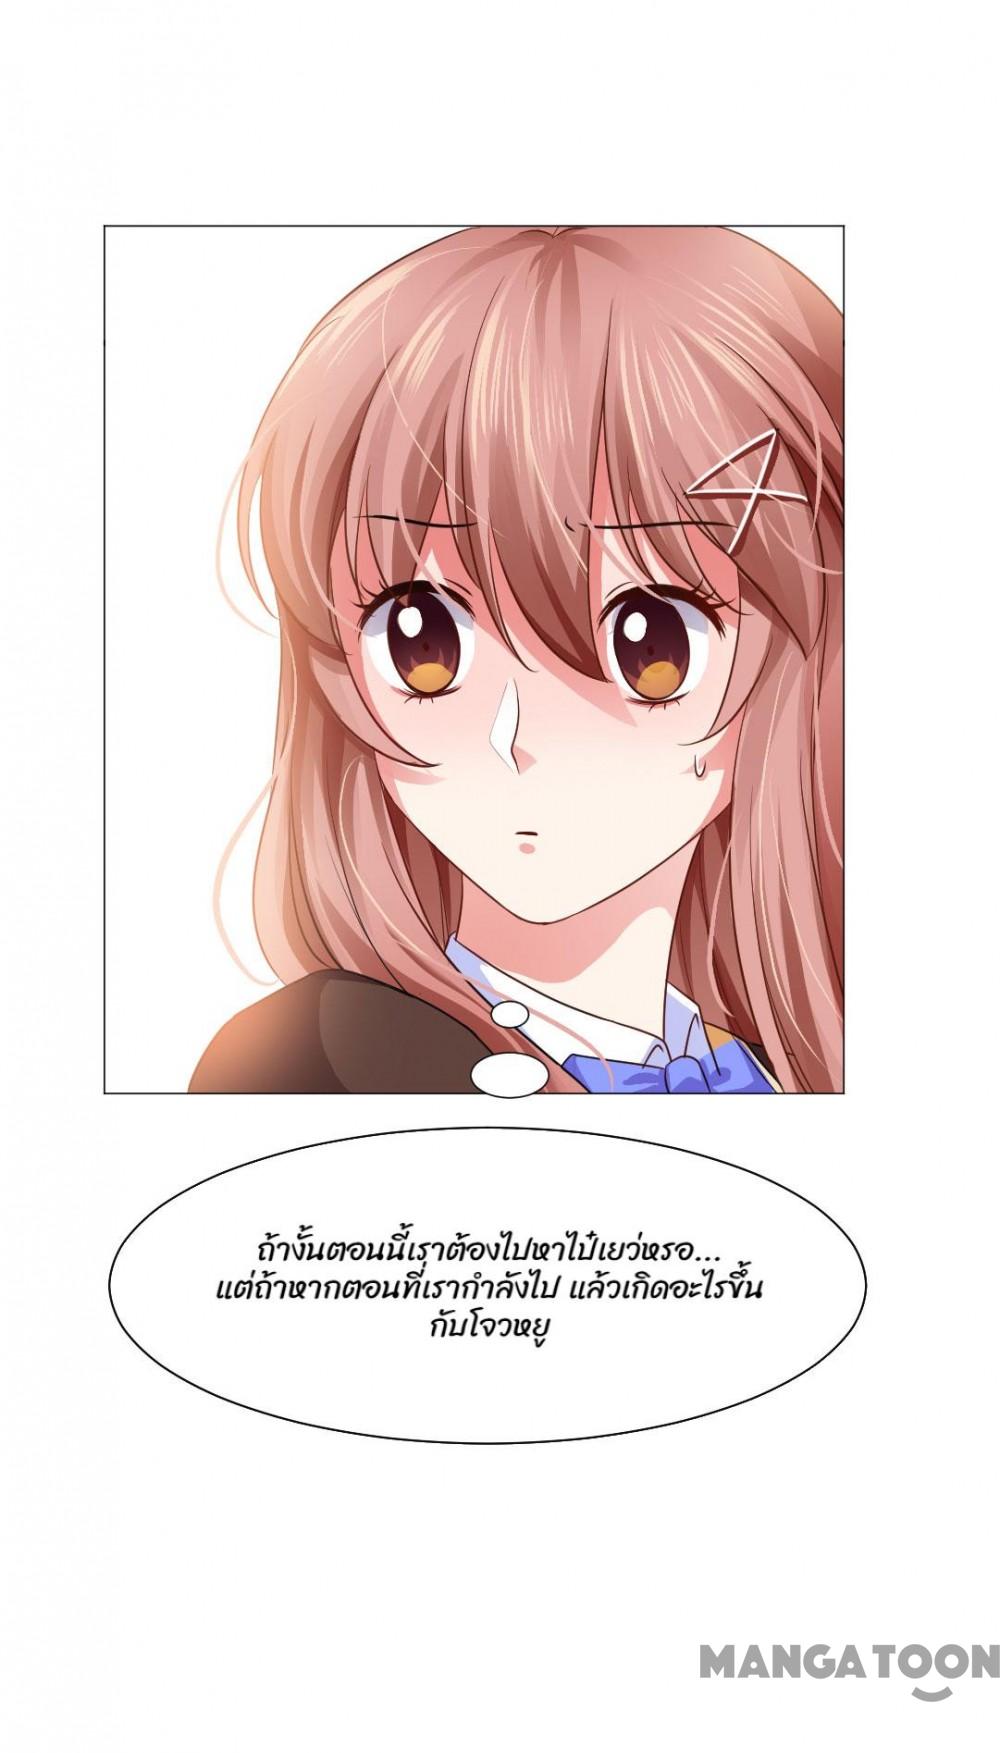 ถ้างั้นตอนนี้เราต้องไปหาไป๋เยว่หรอ...
แต่ถ้าหากตอนที่เรากำลังไป แล้วเกิดอะไรขึ้น
กับโจวหยู
MANGATOON